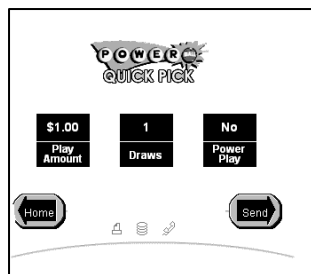 POWER
QUICK PICK
$1.00
1
No
Play
Amount
Draws
Power
Play
Home
Send